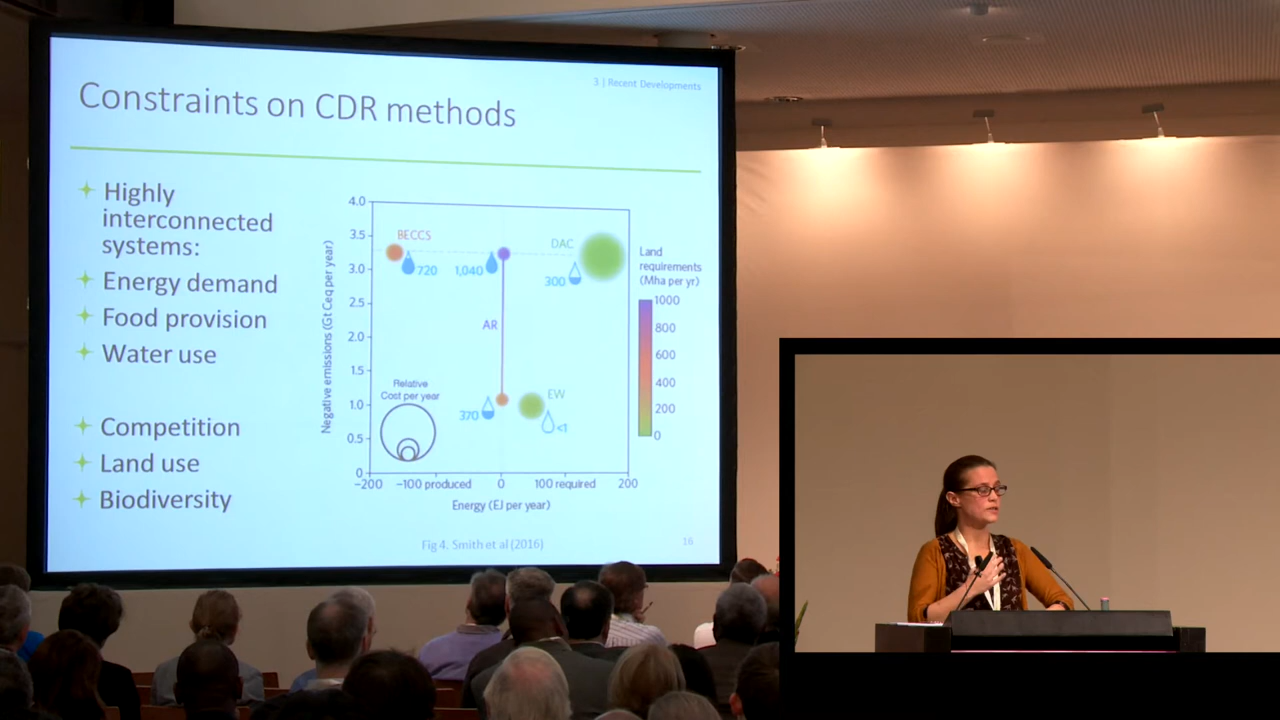 3 | Recent Developments
Constraints on CDR methods
Highly
interconnected
systems:
Energy demand
Food provision
Water use
Competition
Land use
Biodiversity
4.0
3.5
3.0
2.5
2.0
1.5
1.0
0.5
0
Negative emissions (Gt Ceq per year)
BECCS
720
1,040
DAC
300
AR
Relative
Cost per year
370
EW
<1
−200
−100 produced
0
100 required
200
Energy (EJ per year)
Land
requirements
(Mha per yr)
1000
800
600
400
200
0
Fig 4. Smith et al (2016)
16